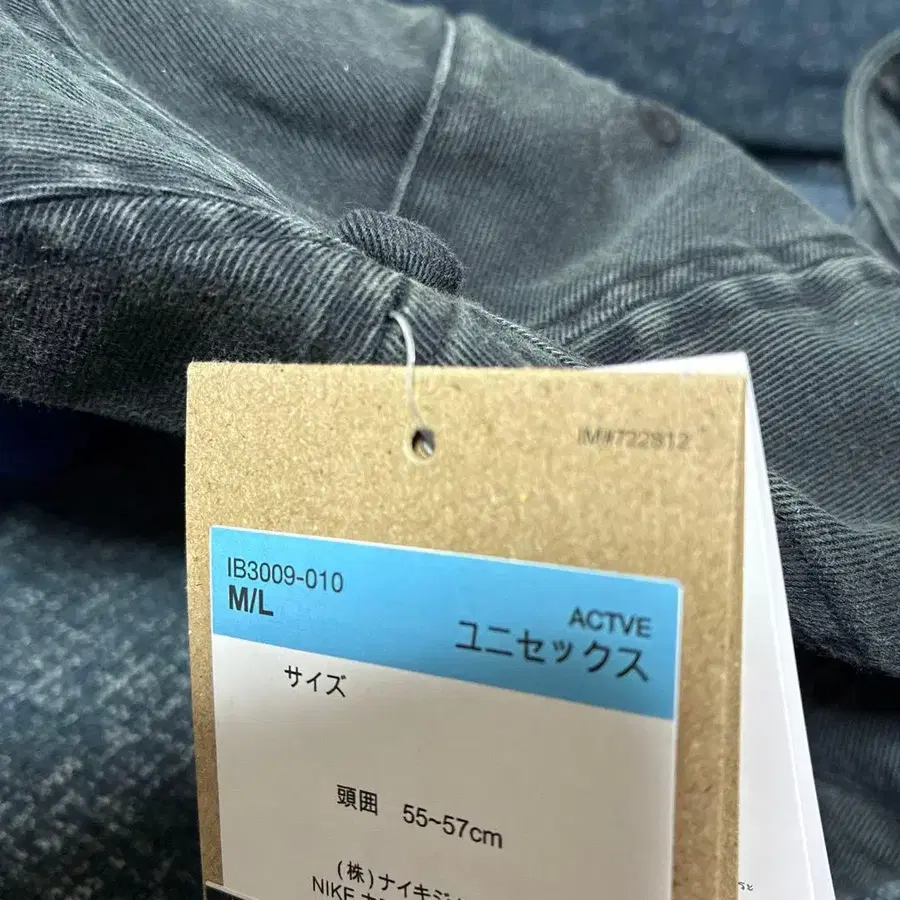 IM#722812
IB3009-010
M/L
ACTVE
ユニセックス
サイズ
頭囲 55~57cm
(株)ナイキジ
NIKE